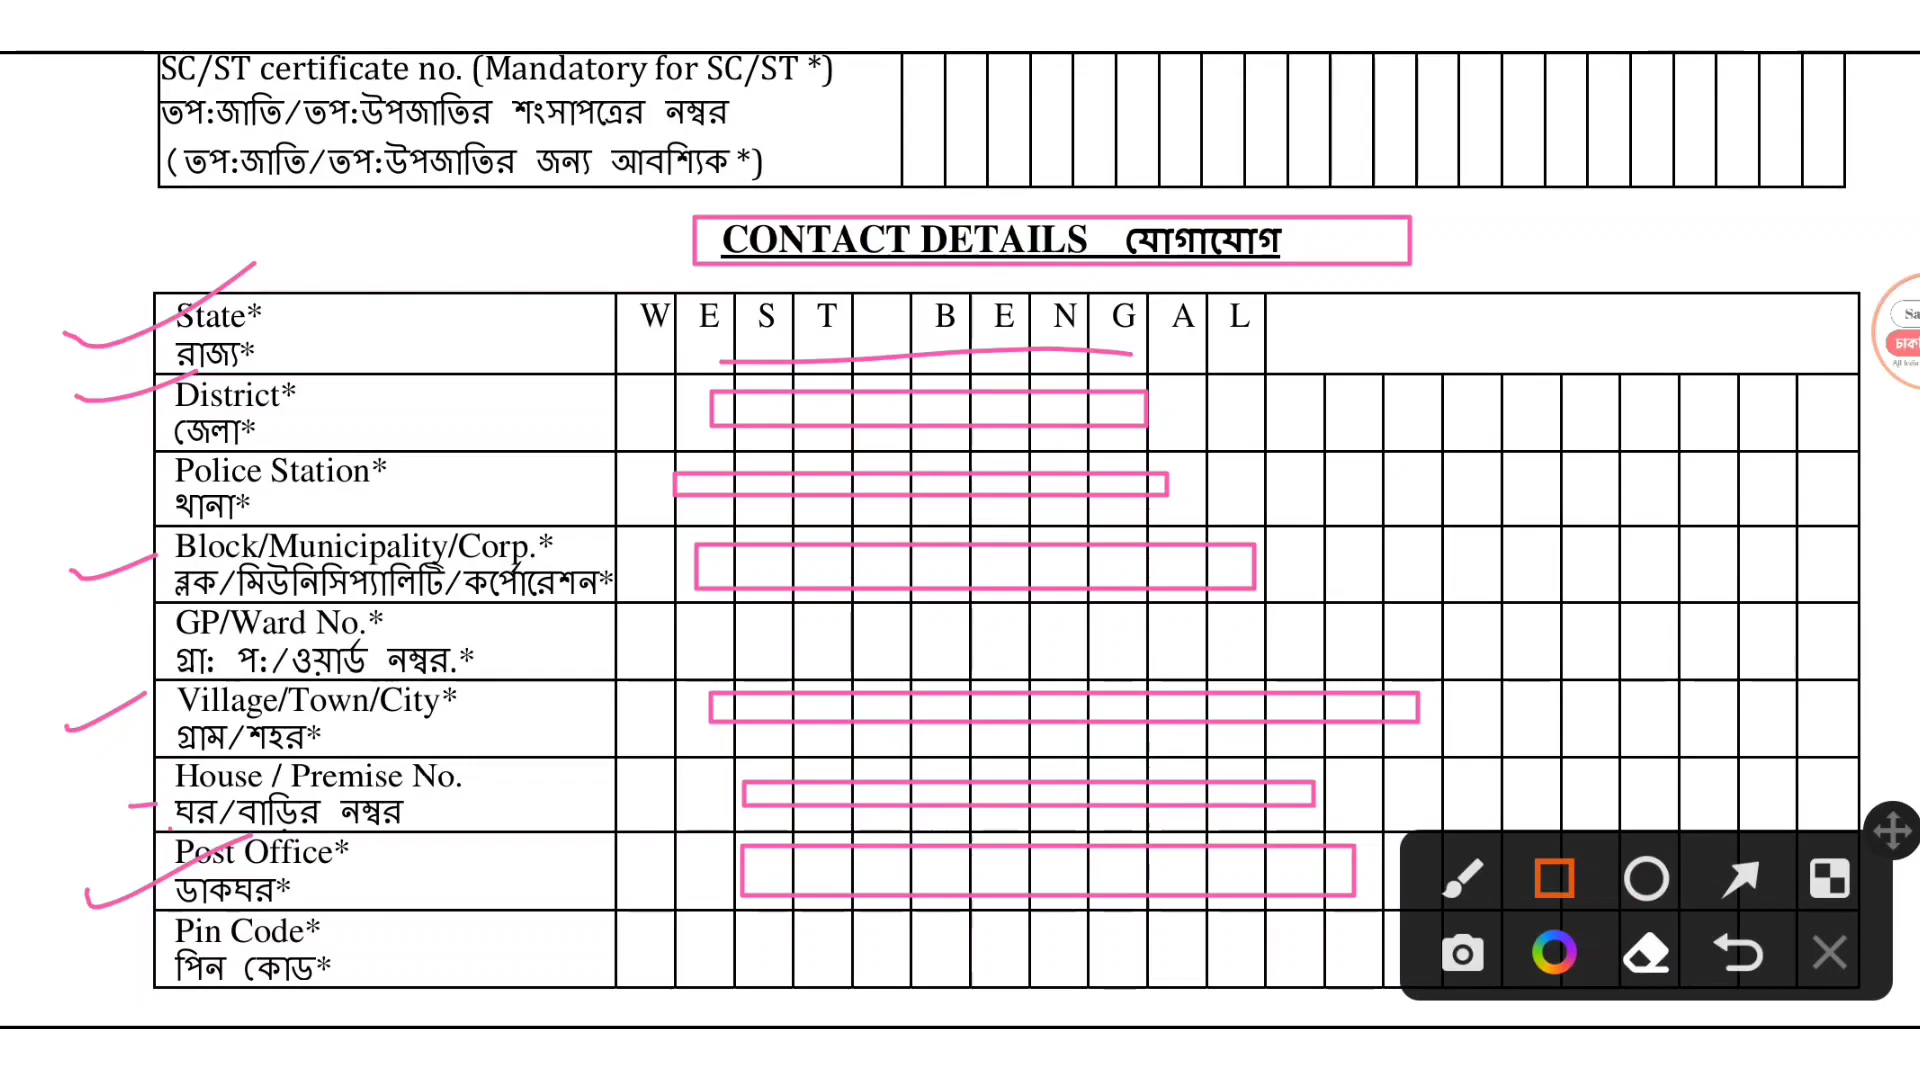 SC/ST certificate no. (Mandatory for SC/ST *)
তপ:জাতি/তপ:উপজাতির শংসাপত্রের নম্বর
(তপ:জাতি/তপ:উপজাতির জন্য আবশ্যিক *)
CONTACT DETAILS যোগাযোগ
State* W E S T B E N G A L
রাজ্য*
District*
জেলা*
Police Station*
থানা*
Block/Municipality/Corp.*
ব্লক/মিউনিসিপ্যালিটি/কর্পোরেশন*
GP/Ward No.*
গ্রা: প:/ওয়ার্ড নম্বর.*
Village/Town/City*
গ্রাম/শহর*
House / Premise No.
ঘর/বাড়ির নম্বর
Post Office*
ডাকঘর*
Pin Code*
পিন কোড*